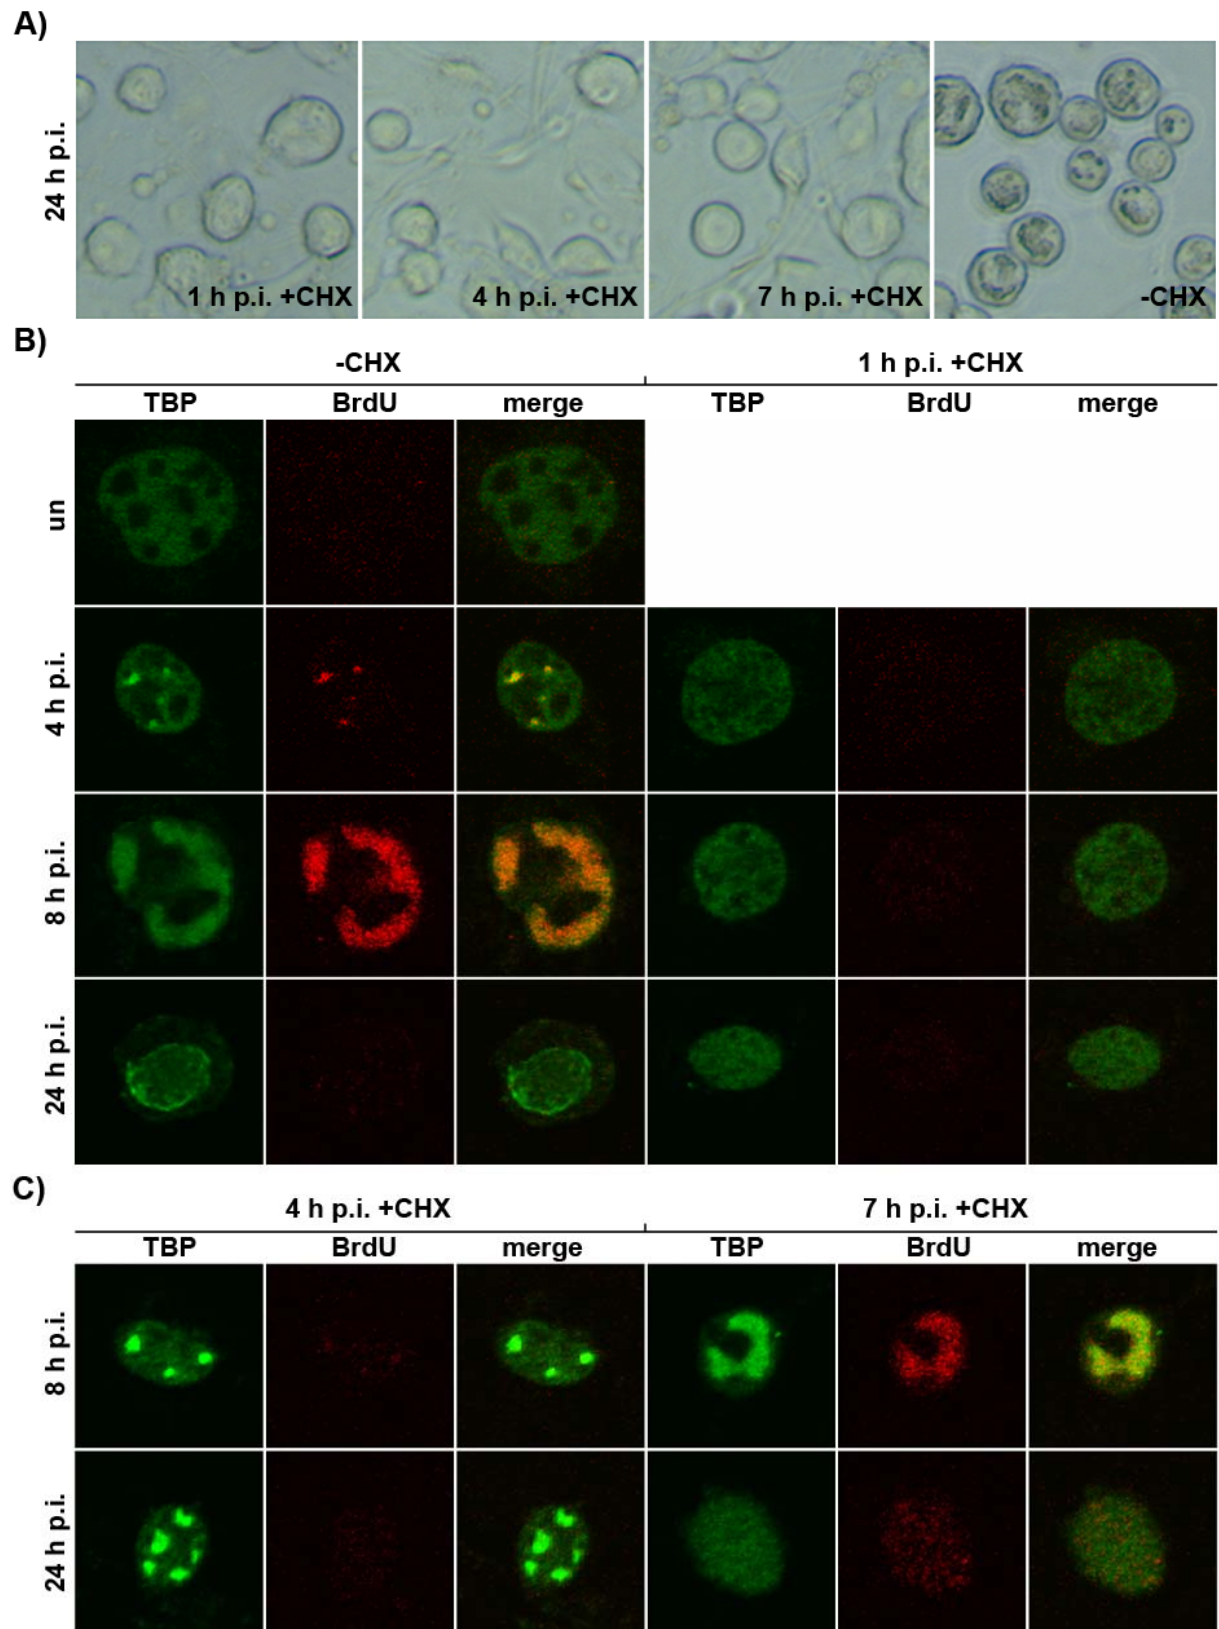 A)
24 h p.i.
1 h p.i. +CHX
4 h p.i. +CHX
7 h p.i. +CHX
-CHX
B)
-CHX
1 h p.i. +CHX
TBP BrdU merge TBP BrdU merge
un
4 h p.i.
8 h p.i.
24 h p.i.
C)
4 h p.i. +CHX
7 h p.i. +CHX
TBP BrdU merge TBP BrdU merge
8 h p.i.
24 h p.i.